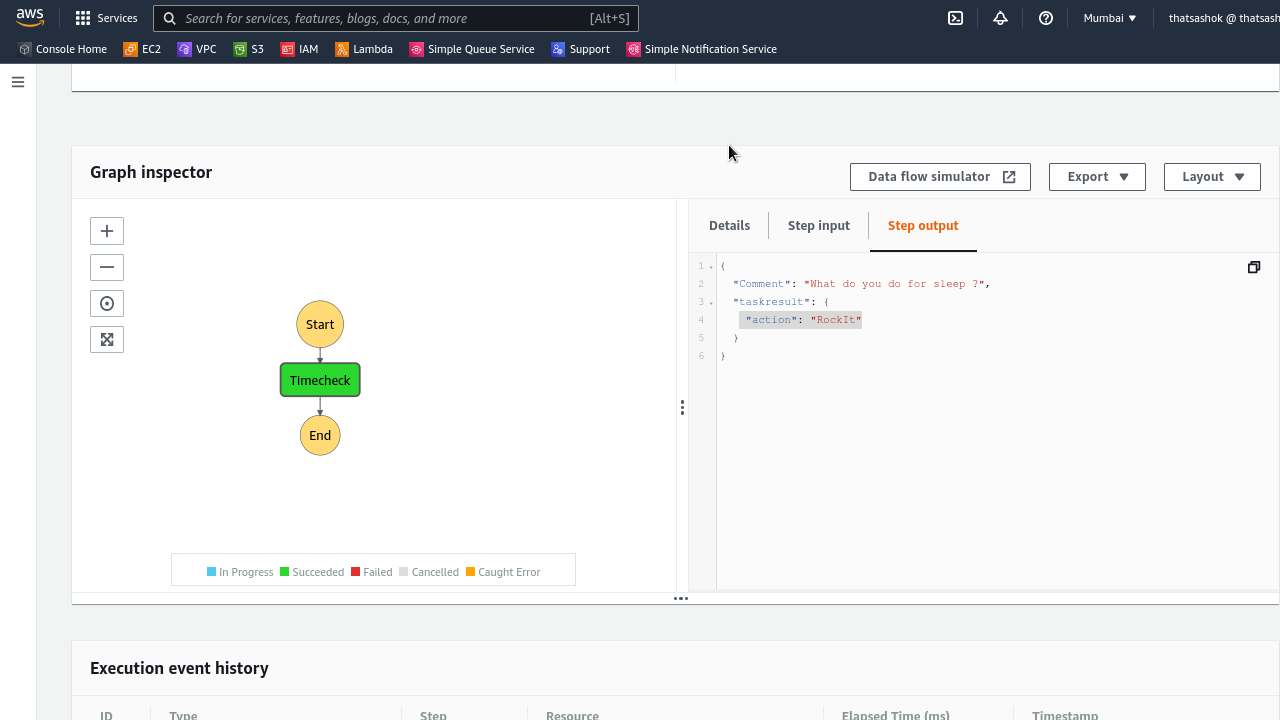 aws Services Search for services, features, blogs, docs, and more [Alt+S] Mumbai thatsashok @ thatsash
Console Home EC2 VPC S3 IAM Lambda Simple Queue Service Support Simple Notification Service
Graph inspector
Data flow simulator Export Layout
Details Step input Step output
1 {
2 "Comment": "What do you do for sleep ?",
3 "taskresult": {
4 "action": "RockIt"
5 }
6 }
Start
Timecheck
End
In Progress Succeeded Failed Cancelled Caught Error
Execution event history
ID Type Step Resource Elapsed Time (ms) Timestamp